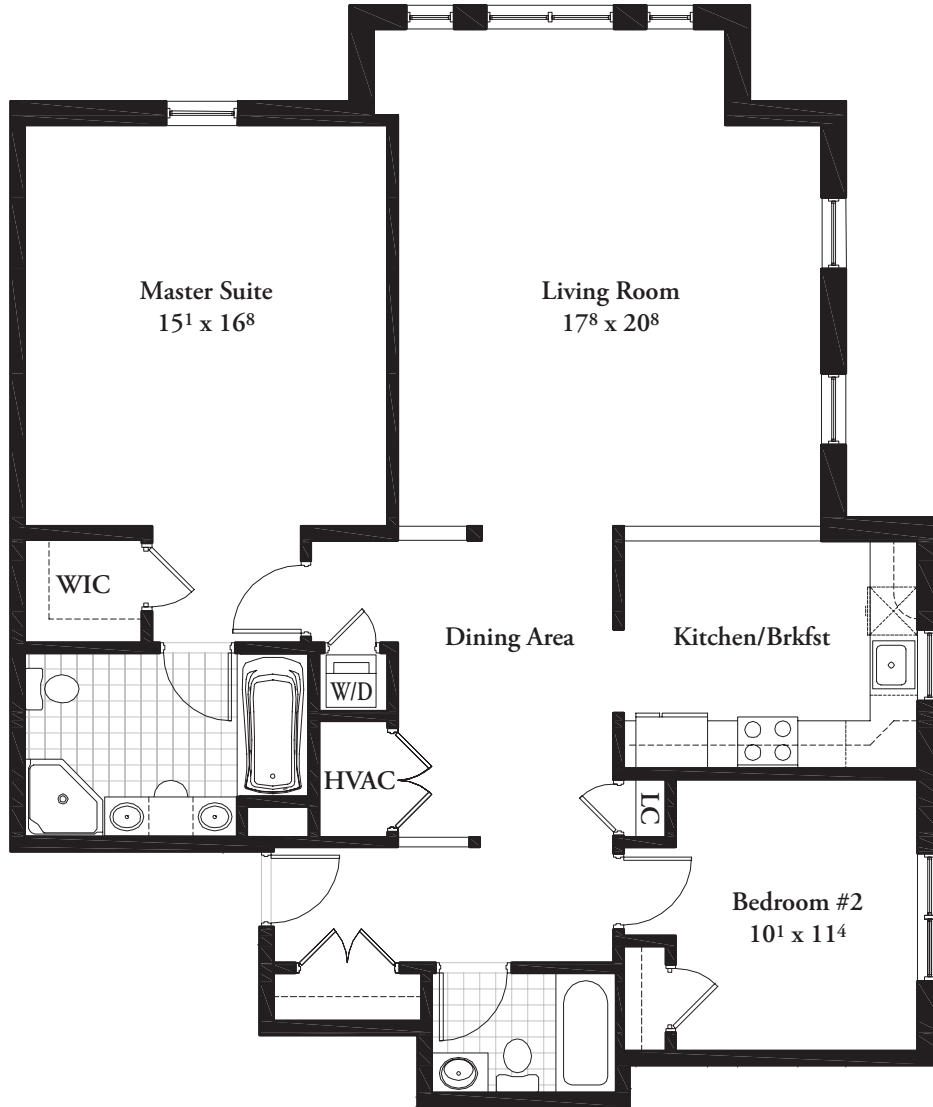 Master Suite
15¹ x 16⁸
Living Room
17⁸ x 20⁸
WIC
Dining Area
Kitchen/Brkfst
W/D
HVAC
LC
Bedroom #2
10¹ x 11⁴